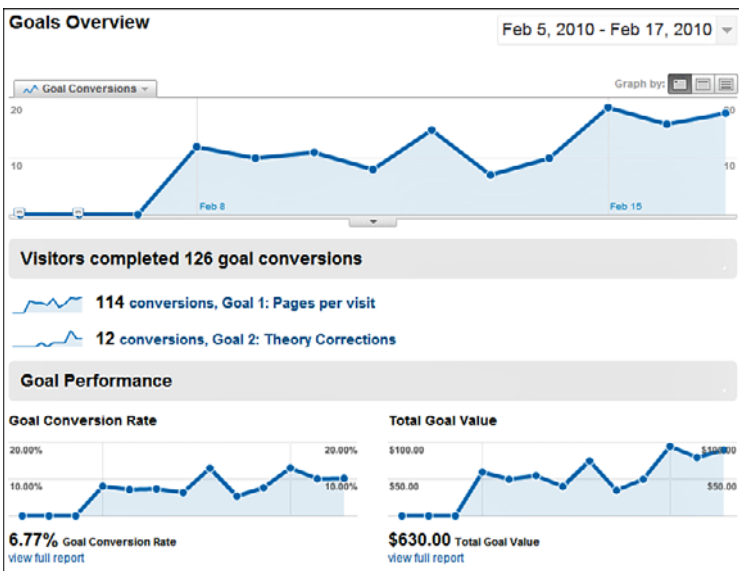 Goals Overview
Feb 5, 2010 - Feb 17, 2010
Goal Conversions
Graph by:
20
20
10
10
Feb 8
Feb 15
Visitors completed 126 goal conversions
114 conversions, Goal 1: Pages per visit
12 conversions, Goal 2: Theory Corrections
Goal Performance
Goal Conversion Rate
Total Goal Value
20.00%
20.00%
$100.00
$100.00
10.00%
10.00%
$50.00
$50.00
6.77% Goal Conversion Rate
$630.00 Total Goal Value
view full report
view full report